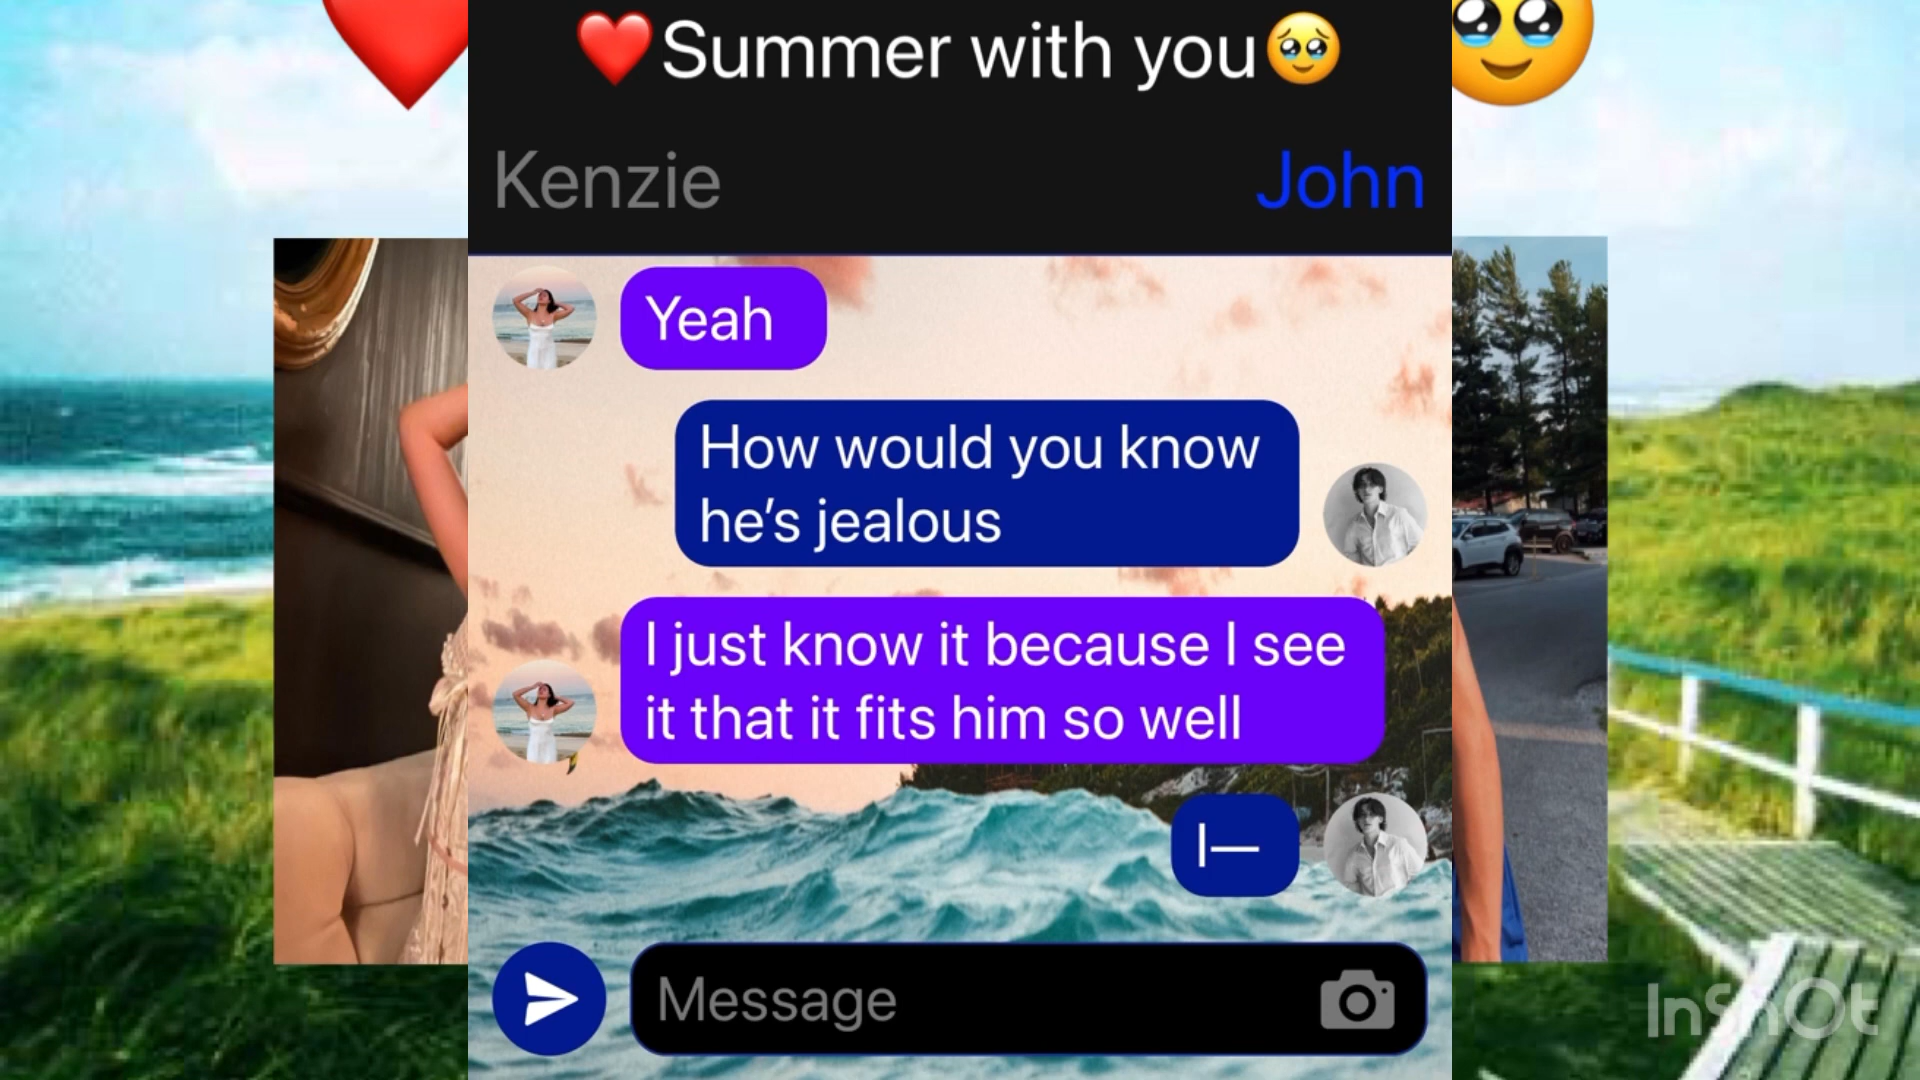 ❤️Summer with you🥹
Kenzie
John
Yeah
How would you know
he’s jealous
I just know it because I see
it that it fits him so well
I—
Message
InShOt